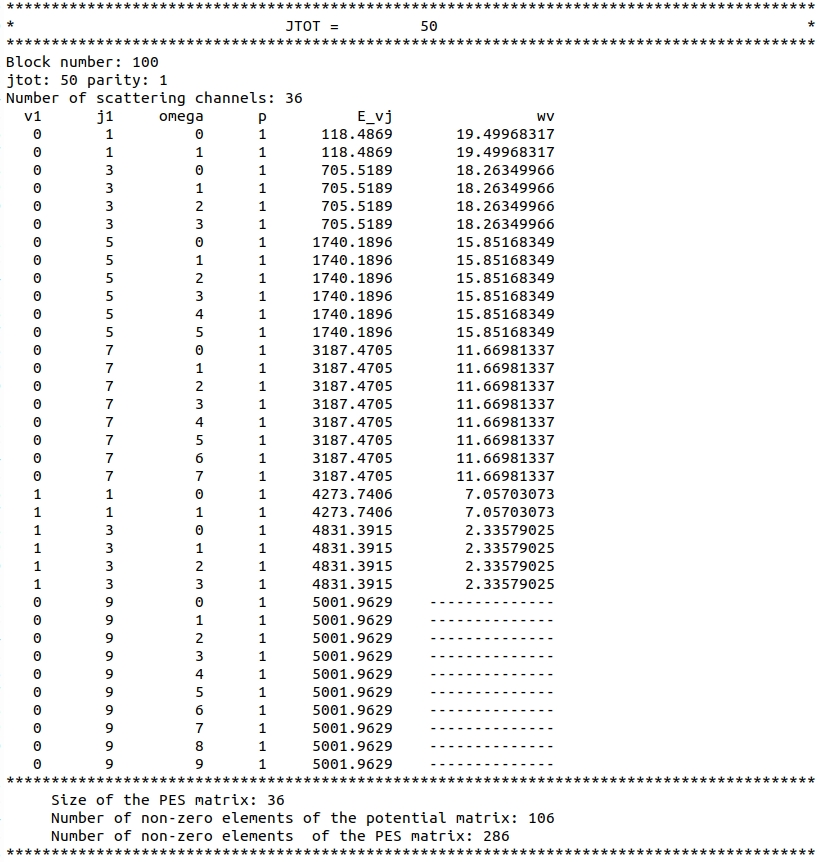 ******************************************************************************************
*                              JTOT =         50                                         *
******************************************************************************************
Block number: 100
jtot: 50 parity: 1
Number of scattering channels: 36
  v1      j1     omega      p          E_vj                wv
   0       1         0      1      118.4869       19.49968317
   0       1         1      1      118.4869       19.49968317
   0       3         0      1      705.5189       18.26349966
   0       3         1      1      705.5189       18.26349966
   0       3         2      1      705.5189       18.26349966
   0       3         3      1      705.5189       18.26349966
   0       5         0      1     1740.1896       15.85168349
   0       5         1      1     1740.1896       15.85168349
   0       5         2      1     1740.1896       15.85168349
   0       5         3      1     1740.1896       15.85168349
   0       5         4      1     1740.1896       15.85168349
   0       5         5      1     1740.1896       15.85168349
   0       7         0      1     3187.4705       11.66981337
   0       7         1      1     3187.4705       11.66981337
   0       7         2      1     3187.4705       11.66981337
   0       7         3      1     3187.4705       11.66981337
   0       7         4      1     3187.4705       11.66981337
   0       7         5      1     3187.4705       11.66981337
   0       7         6      1     3187.4705       11.66981337
   0       7         7      1     3187.4705       11.66981337
   1       1         0      1     4273.7406        7.05703073
   1       1         1      1     4273.7406        7.05703073
   1       3         0      1     4831.3915        2.33579025
   1       3         1      1     4831.3915        2.33579025
   1       3         2      1     4831.3915        2.33579025
   1       3         3      1     4831.3915        2.33579025
   0       9         0      1     5001.9629    --------------
   0       9         1      1     5001.9629    --------------
   0       9         2      1     5001.9629    --------------
   0       9         3      1     5001.9629    --------------
   0       9         4      1     5001.9629    --------------
   0       9         5      1     5001.9629    --------------
   0       9         6      1     5001.9629    --------------
   0       9         7      1     5001.9629    --------------
   0       9         8      1     5001.9629    --------------
   0       9         9      1     5001.9629    --------------
******************************************************************************************
     Size of the PES matrix: 36
     Number of non-zero elements of the potential matrix: 106
     Number of non-zero elements  of the PES matrix: 286
******************************************************************************************